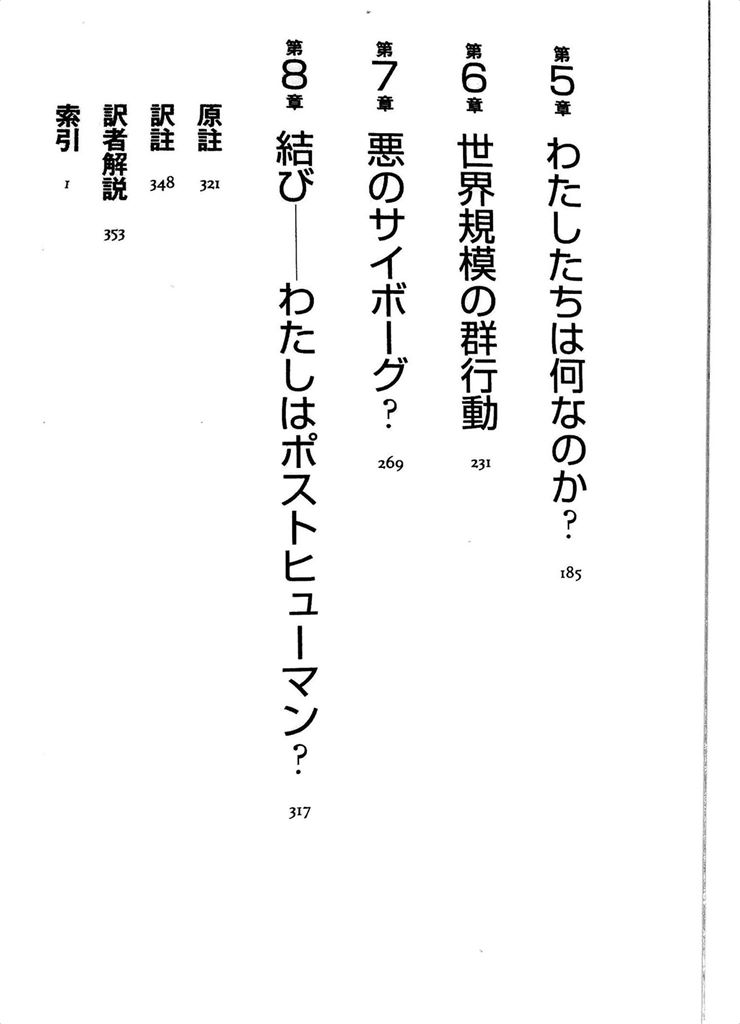 第5章 わたしたちは何なのか? 185
第6章 世界規模の群行動 231
第7章 悪のサイボーグ? 269
第8章 結び――わたしはポストヒューマン? 317
原註 321
訳註 348
訳者解説 353
索引 1